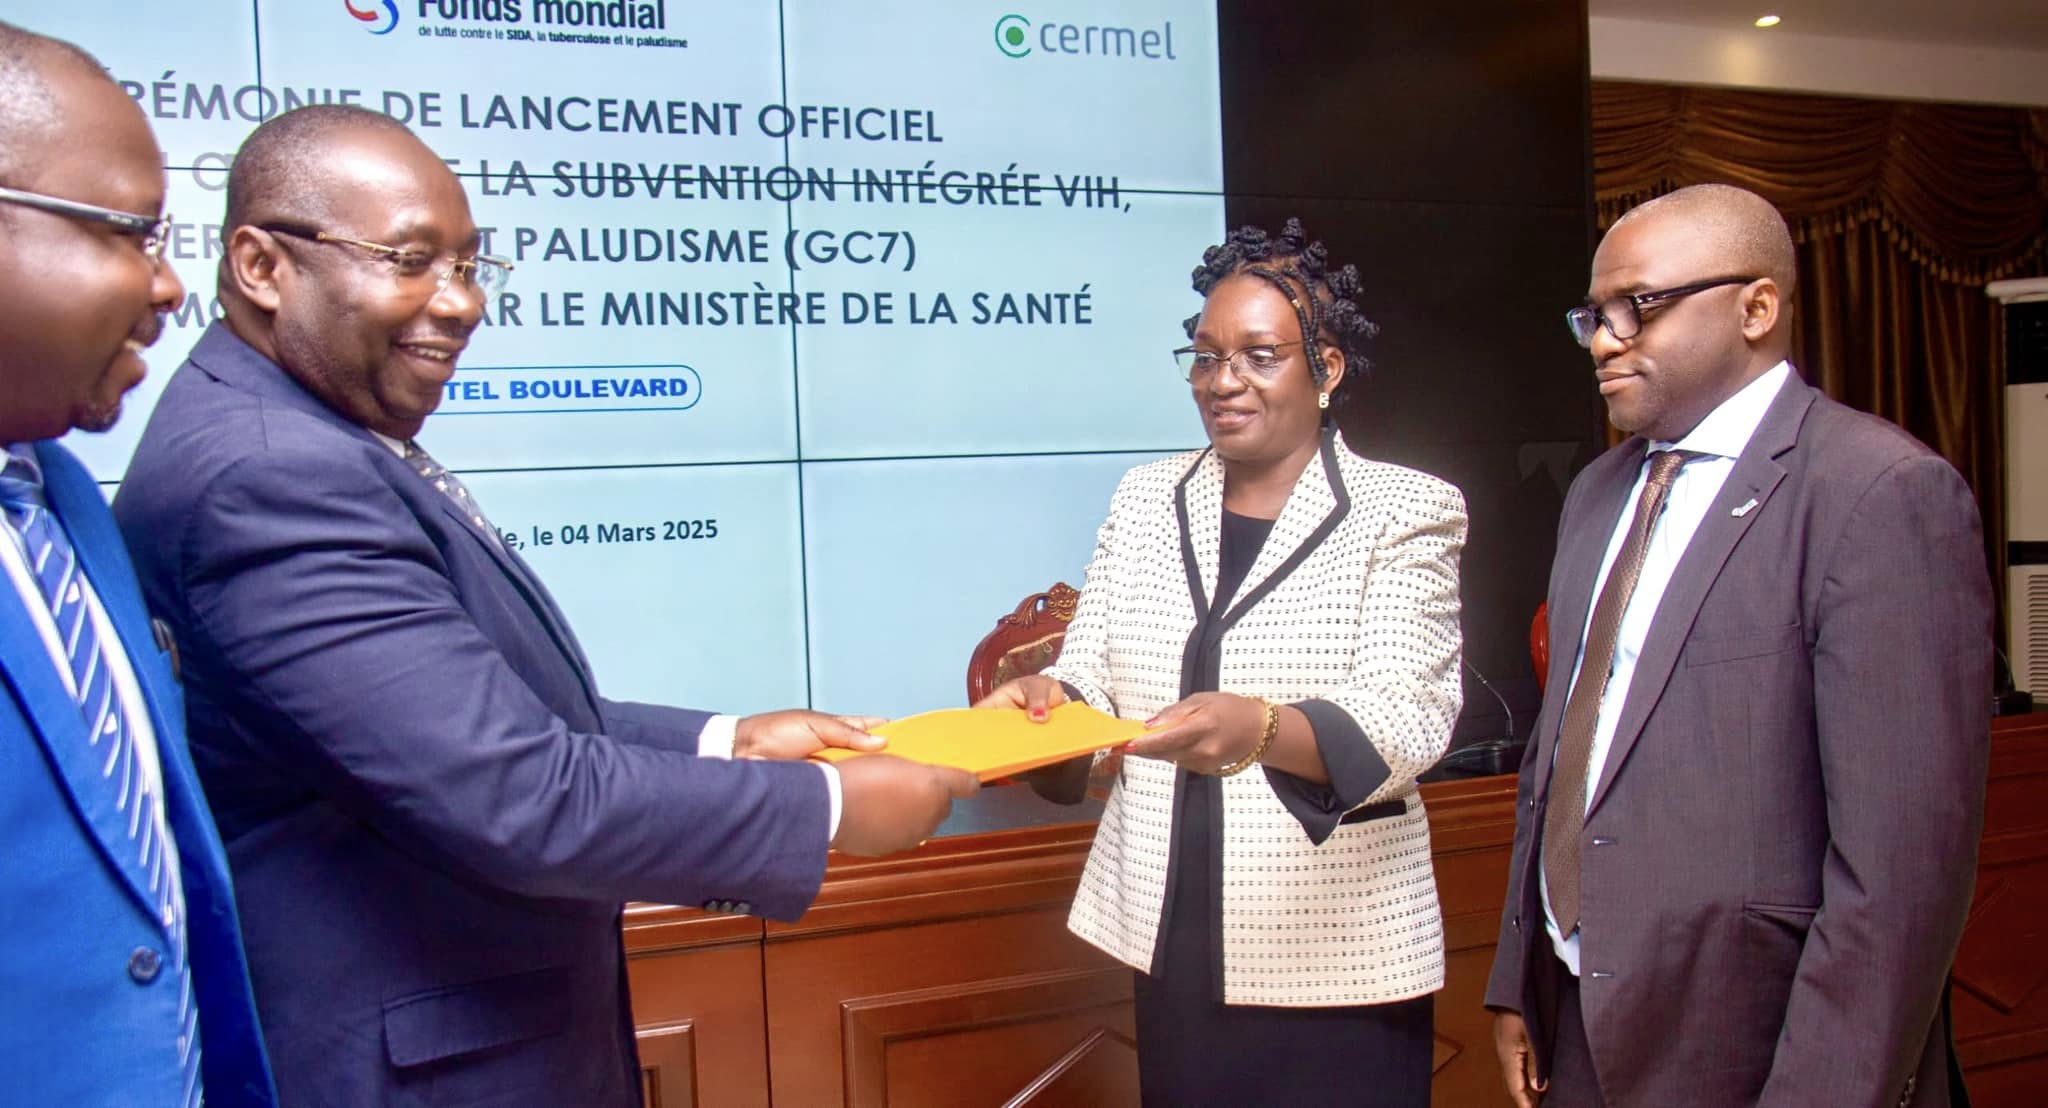 Fonds mondial
de lutte contre le SIDA, la tuberculose et le paludisme
cermel
RÉMONIE DE LANCEMENT OFFICIEL
LA SUBVENTION INTÉGRÉE VIH,
PALUDISME (GC7)
LE MINISTÈRE DE LA SANTÉ
TEL BOULEVARD
le 04 Mars 2025